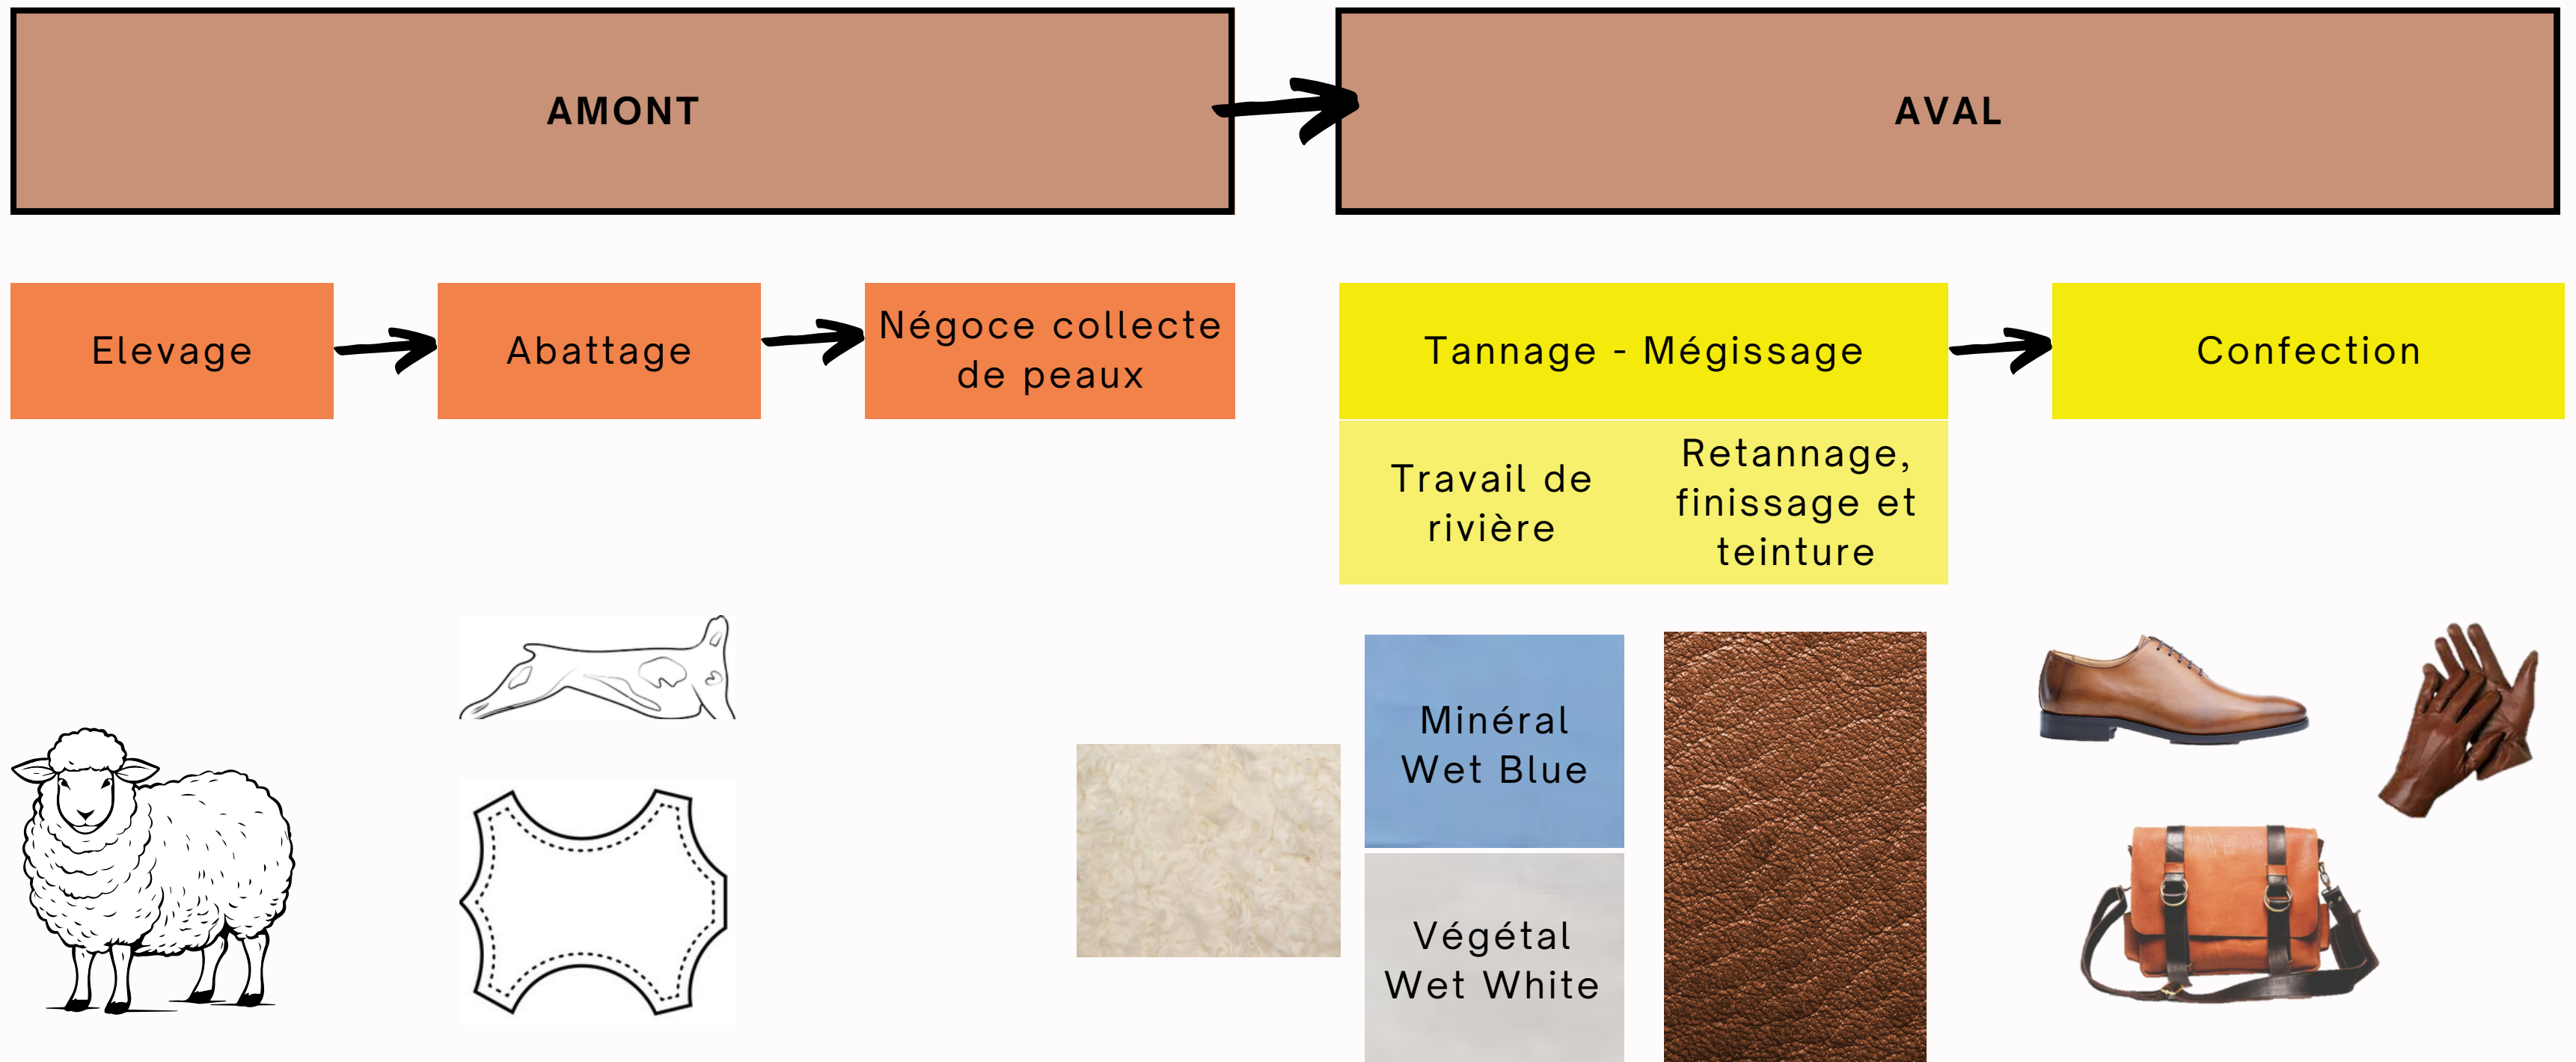 AMONT
AVAL
Elevage
Abattage
Négoce collecte
de peaux
Tannage - Mégissage
Confection
Travail de
rivière
Retannage,
finissage et
teinture
Minéral
Wet Blue
Végétal
Wet White